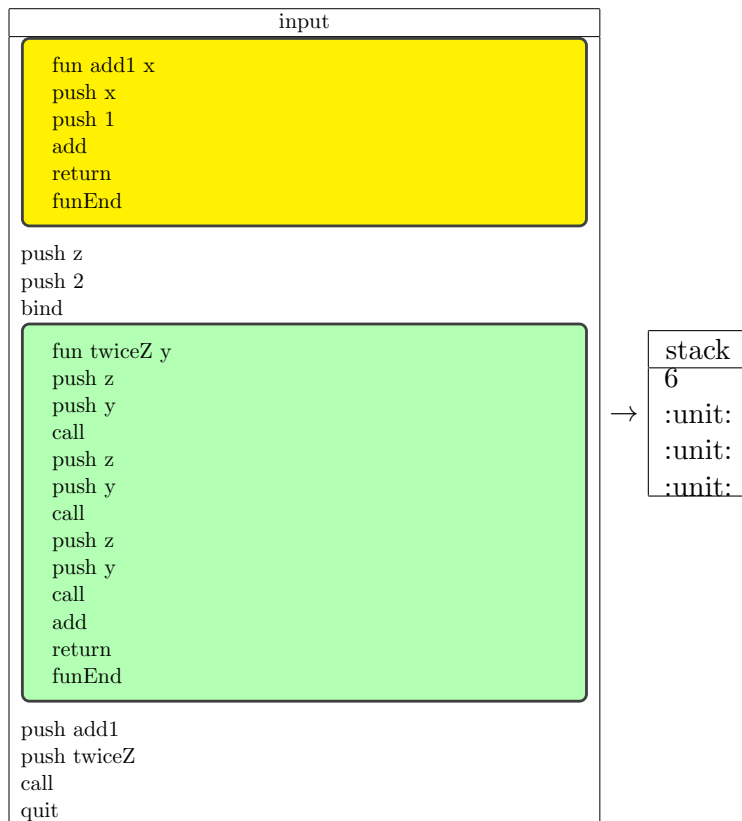 input
fun add1 x
push x
push 1
add
return
funEnd
push z
push 2
bind
fun twiceZ y
push z
push y
call
push z
push y
call
push z
push y
call
add
return
funEnd
push add1
push twiceZ
call
quit
→
stack
6
:unit:
:unit:
:unit: